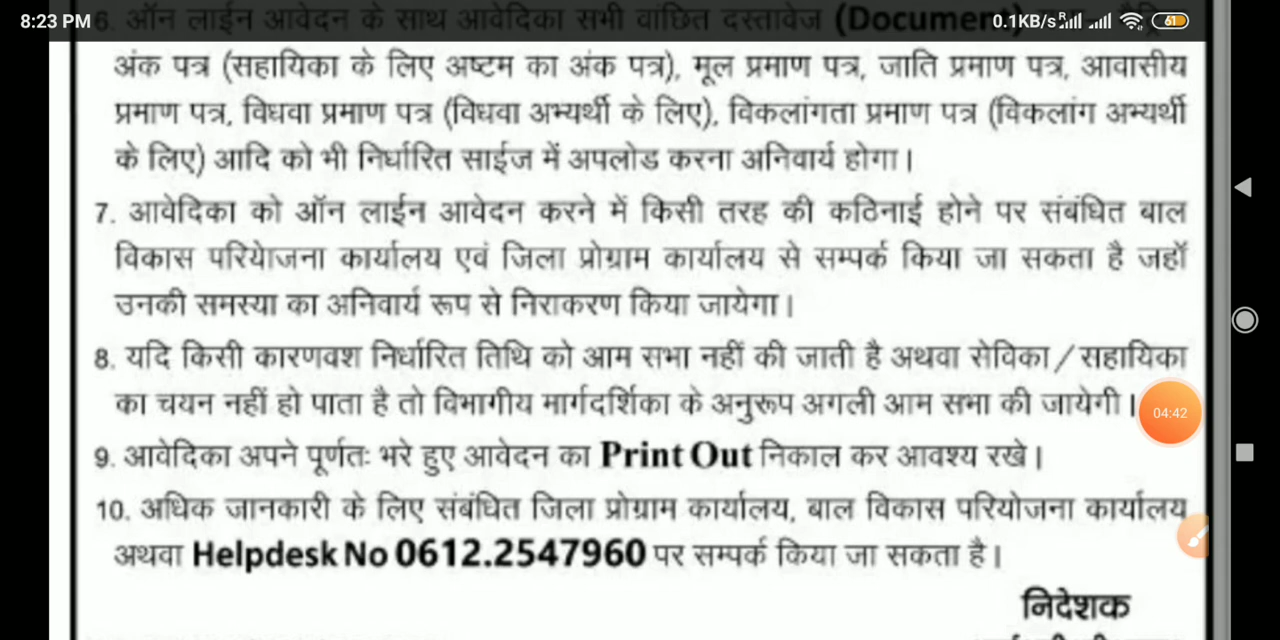 8:23 PM
0.1KB/s
61
6. ऑन लाईन आवेदन के साथ आवेदिका सभी वांछित दस्तावेज (Document)
अंक पत्र (सहायिका के लिए अष्टम का अंक पत्र), मूल प्रमाण पत्र, जाति प्रमाण पत्र, आवासीय
प्रमाण पत्र, विधवा प्रमाण पत्र (विधवा अभ्यर्थी के लिए), विकलांगता प्रमाण पत्र (विकलांग अभ्यर्थी
के लिए) आदि को भी निर्धारित साईज में अपलोड करना अनिवार्य होगा।
7. आवेदिका को ऑन लाईन आवेदन करने में किसी तरह की कठिनाई होने पर संबंधित बाल
विकास परियेाजना कार्यालय एवं जिला प्रोग्राम कार्यालय से सम्पर्क किया जा सकता है जहॉ
उनकी समस्या का अनिवार्य रूप से निराकरण किया जायेगा।
8. यदि किसी कारणवश निर्धारित तिथि को आम सभा नहीं की जाती है अथवा सेविका/सहायिका
का चयन नहीं हो पाता है तो विभागीय मार्गदर्शिका के अनुरूप अगली आम सभा की जायेगी।
04:42
9. आवेदिका अपने पूर्णतः भरे हुए आवेदन का Print Out निकाल कर आवश्य रखे।
10. अधिक जानकारी के लिए संबंधित जिला प्रोग्राम कार्यालय, बाल विकास परियोजना कार्यालय
अथवा Helpdesk No 0612.2547960 पर सम्पर्क किया जा सकता है।
निदेशक